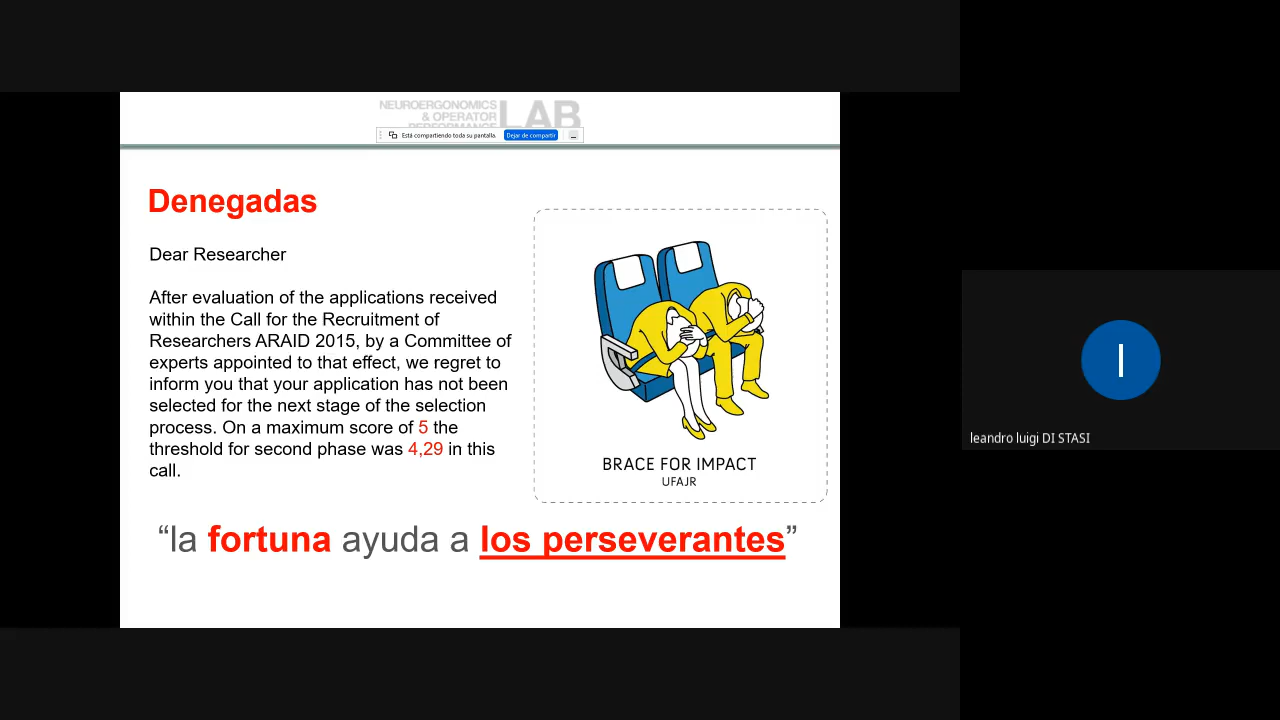 NEUROERGONOMICS
& OPERATOR
PERFORMANCE
LAB
Está compartiendo toda su pantalla.
Dejar de compartir
Denegadas
Dear Researcher
After evaluation of the applications received
within the Call for the Recruitment of
Researchers ARAID 2015, by a Committee of
experts appointed to that effect, we regret to
inform you that your application has not been
selected for the next stage of the selection
process. On a maximum score of 5 the
threshold for second phase was 4,29 in this
call.
BRACE FOR IMPACT
UFAJR
“la fortuna ayuda a los perseverantes”
I
leandro luigi DI STASI